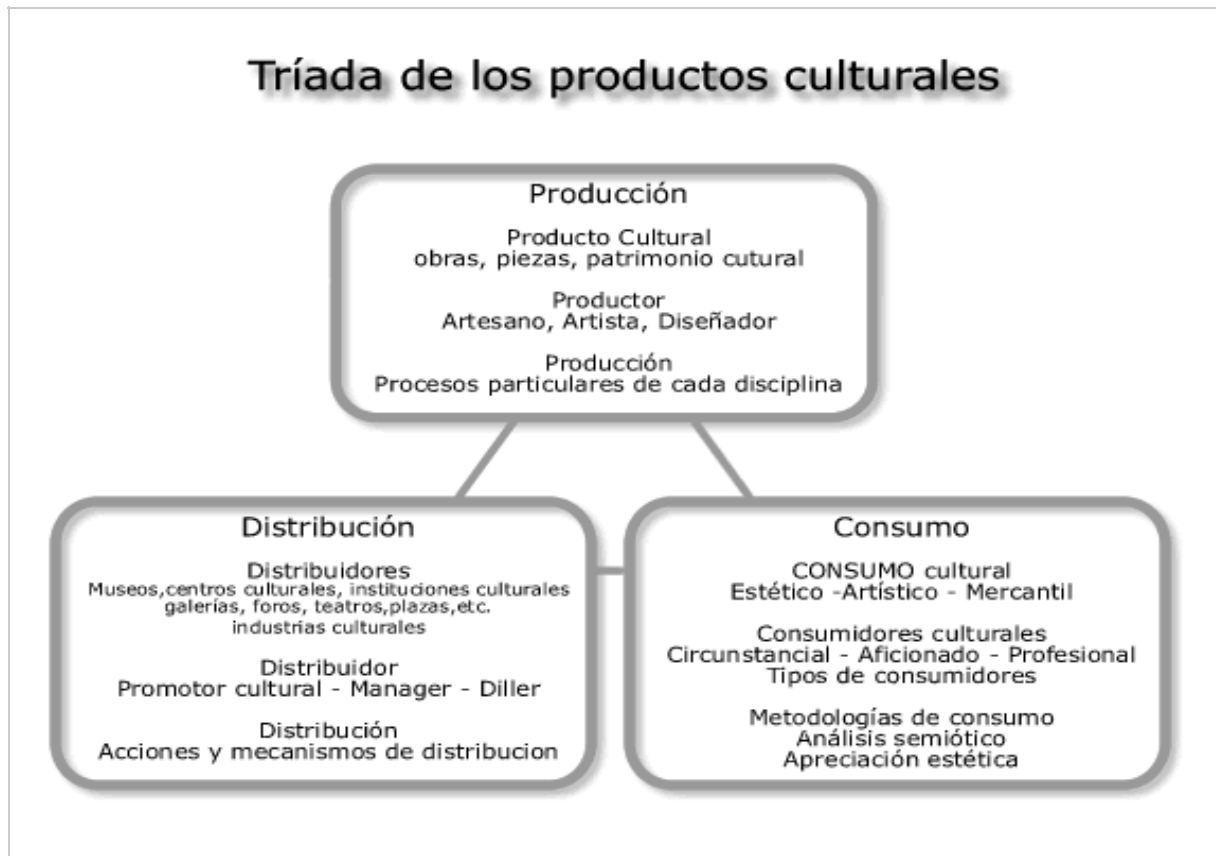 Tríada de los productos culturales
Producción
Producto Cultural
obras, piezas, patrimonio cutural
Productor
Artesano, Artista, Diseñador
Producción
Procesos particulares de cada disciplina
Distribución
Distribuidores
Museos,centros culturales, instituciones culturales
galerías, foros, teatros,plazas,etc.
industrias culturales
Distribuidor
Promotor cultural - Manager - Diller
Distribución
Acciones y mecanismos de distribucion
Consumo
CONSUMO cultural
Estético -Artístico - Mercantil
Consumidores culturales
Circunstancial - Aficionado - Profesional
Tipos de consumidores
Metodologías de consumo
Análisis semiótico
Apreciación estética